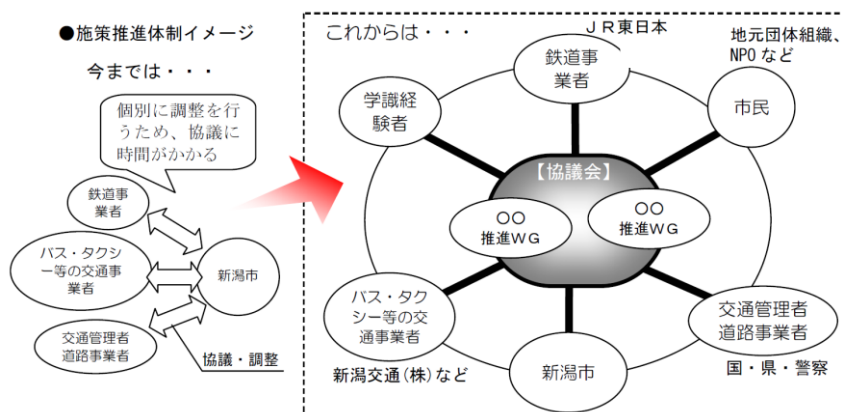 ●施策推進体制イメージ
今までは・・・
個別に調整を行
うため、協議に
時間がかかる
鉄道事
業者
バス・タクシ
ー等の交通事
業者
新潟市
交通管理者
道路事業者
協議・調整
これからは・・・
ＪＲ東日本
鉄道事
業者
地元団体組織、
NPOなど
学識経
験者
市民
【協議会】
○○
推進ＷＧ
○○
推進ＷＧ
バス・タク
シー等の交
通事業者
新潟交通(株)など
新潟市
交通管理者
道路事業者
国・県・警察